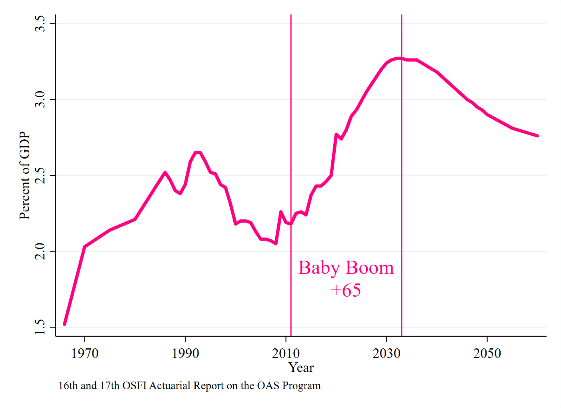 3.5
3.0
2.5
2.0
1.5
Percent of GDP
Baby Boom
+65
1970 1990 2010 2030 2050
Year
16th and 17th OSFI Actuarial Report on the OAS Program